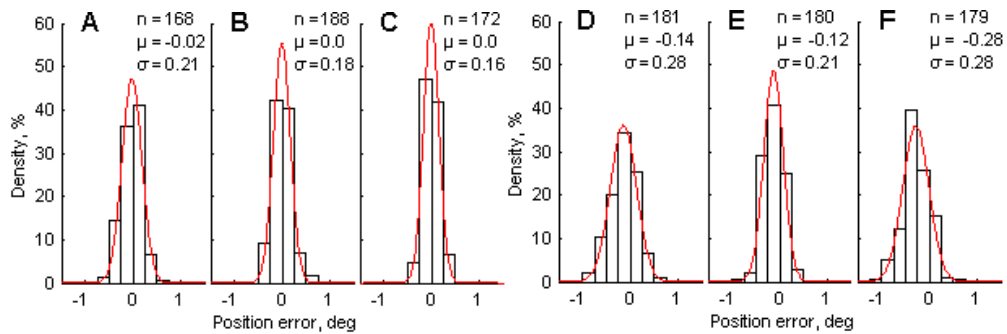 A
n = 168
μ = -0.02
σ = 0.21
B
n = 188
μ = 0.0
σ = 0.18
C
n = 172
μ = 0.0
σ = 0.16
D
n = 181
μ = -0.14
σ = 0.28
E
n = 180
μ = -0.12
σ = 0.21
F
n = 179
μ = -0.28
σ = 0.28
Density, %
60
50
40
30
20
10
0
-1 0 1
-1 0 1
-1 0 1
Position error, deg
Density, %
60
50
40
30
20
10
0
-1 0 1
-1 0 1
-1 0 1
Position error, deg